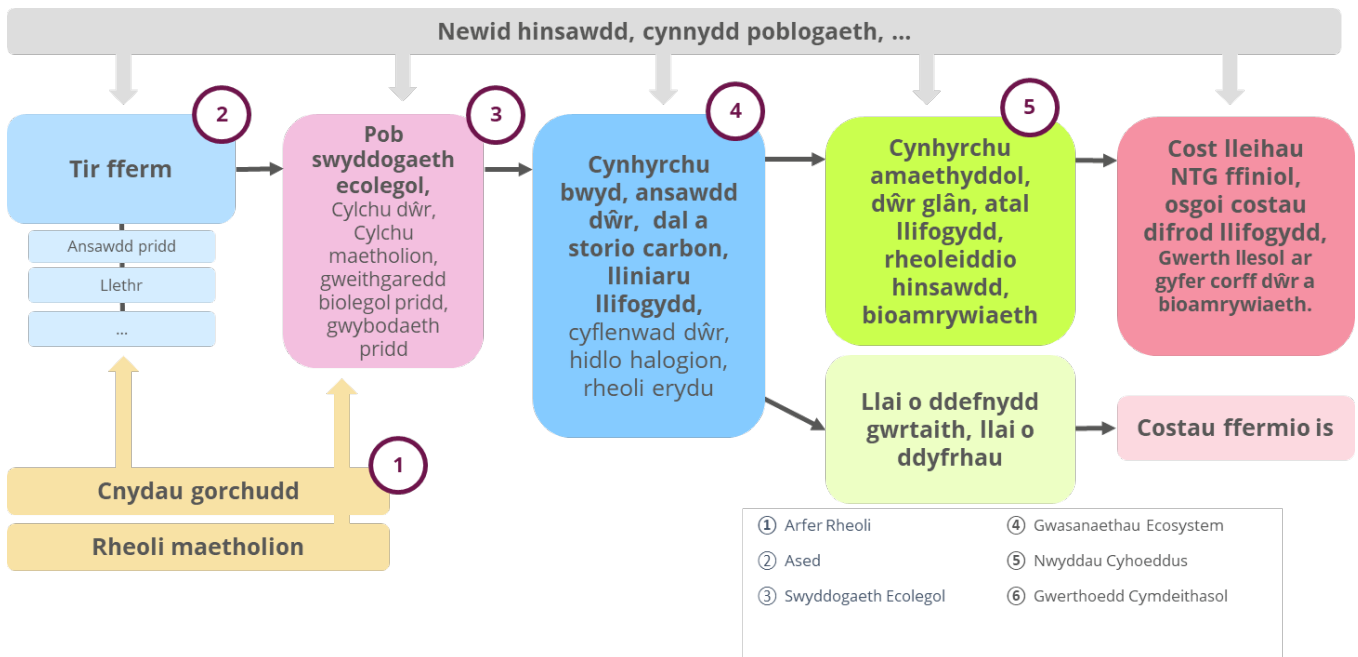 Newid hinsawdd, cynnydd poblogaeth, ...
2
Tir fferm
Ansawdd pridd
Llethr
...
3
Pob
swyddogaeth
ecolegol,
Cylchu dŵr,
Cylchu
maetholion,
gweithgaredd
biolegol pridd,
gwybodaeth
pridd
4
Cynhyrchu
bwyd, ansawdd
dŵr, dal a
storio carbon,
lliniaru
llifogydd,
cyflenwad dŵr,
hidlo halogion,
rheoli erydu
5
Cynhyrchu
amaethyddol,
dŵr glân, atal
llifogydd,
rheoleiddio
hinsawdd,
bioamrywiaeth
Cost lleihau
NTG ffiniol,
osgoi costau
difrod llifogydd,
Gwerth llesol ar
gyfer corff dŵr a
bioamrywiaeth.
Llai o ddefnydd
gwrtaith, llai o
ddyfrhau
Costau ffermio is
1
Cnydau gorchudd
Rheoli maetholion
① Arfer Rheoli
② Ased
③ Swyddogaeth Ecolegol
④ Gwasanaethau Ecosystem
⑤ Nwyddau Cyhoeddus
⑥ Gwerthoedd Cymdeithasol